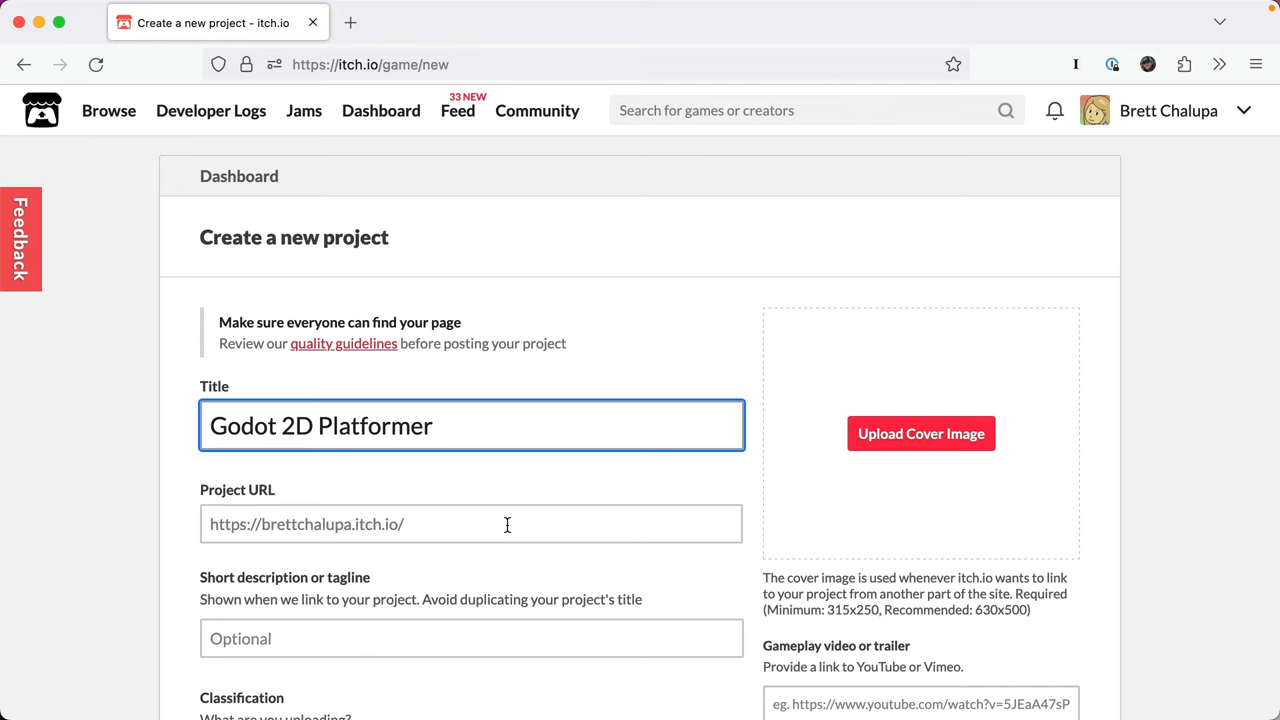 Create a new project - itch.io
https://itch.io/game/new
Browse
Developer Logs
Jams
Dashboard
33 NEW
Feed
Community
Search for games or creators
Brett Chalupa
Feedback
Dashboard
Create a new project
Make sure everyone can find your page
Review our quality guidelines before posting your project
Title
Godot 2D Platformer
Project URL
https://brettchalupa.itch.io/
Short description or tagline
Shown when we link to your project. Avoid duplicating your project's title
Optional
Classification
What are you uploading?
Upload Cover Image
The cover image is used whenever itch.io wants to link
to your project from another part of the site. Required
(Minimum: 315x250, Recommended: 630x500)
Gameplay video or trailer
Provide a link to YouTube or Vimeo.
eg. https://www.youtube.com/watch?v=5JEaA47sP